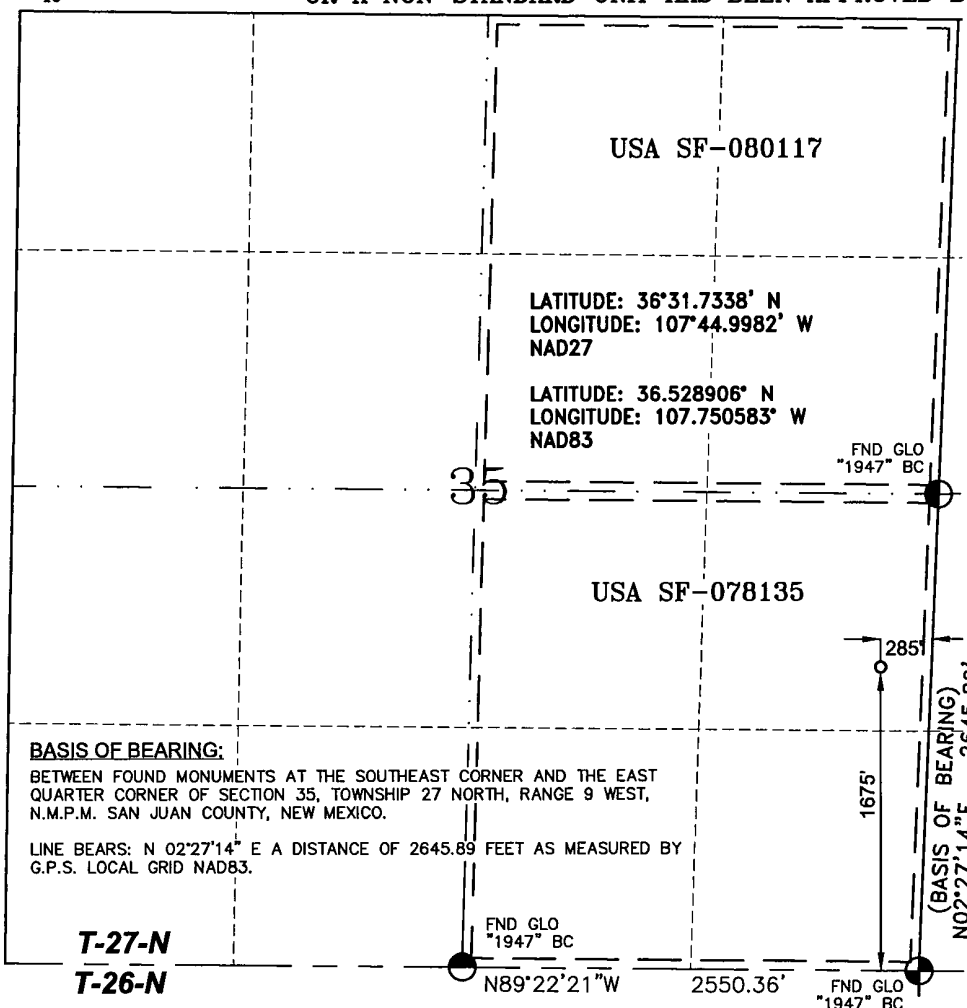 USA SF-080117
LATITUDE: 36°31.7338' N
LONGITUDE: 107°44.9982' W
NAD27
LATITUDE: 36.528906° N
LONGITUDE: 107.750583° W
NAD83
FND GLO
"1947" BC
35
USA SF-078135
285'
1675'
(BASIS OF BEARING)
N02°27'14"E
BASIS OF BEARING:
BETWEEN FOUND MONUMENTS AT THE SOUTHEAST CORNER AND THE EAST
QUARTER CORNER OF SECTION 35, TOWNSHIP 27 NORTH, RANGE 9 WEST,
N.M.P.M. SAN JUAN COUNTY, NEW MEXICO.
LINE BEARS: N 02°27'14" E A DISTANCE OF 2645.89 FEET AS MEASURED BY
G.P.S. LOCAL GRID NAD83.
T-27-N
T-26-N
FND GLO
"1947" BC
N89°22'21"W 2550.36'
FND GLO
"1947" BC